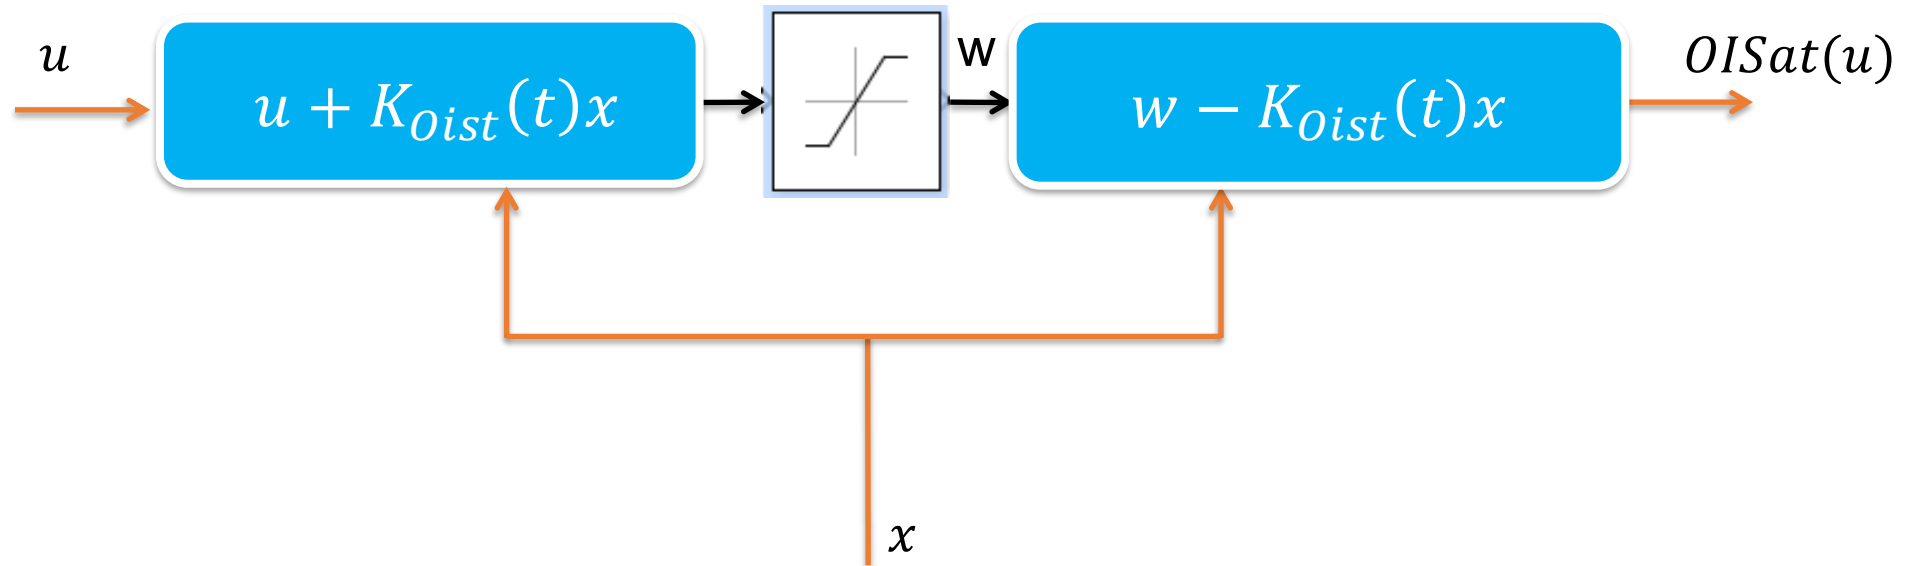 u
u + K_{Oist}(t)x
w
w − K_{Oist}(t)x
OISat(u)
x